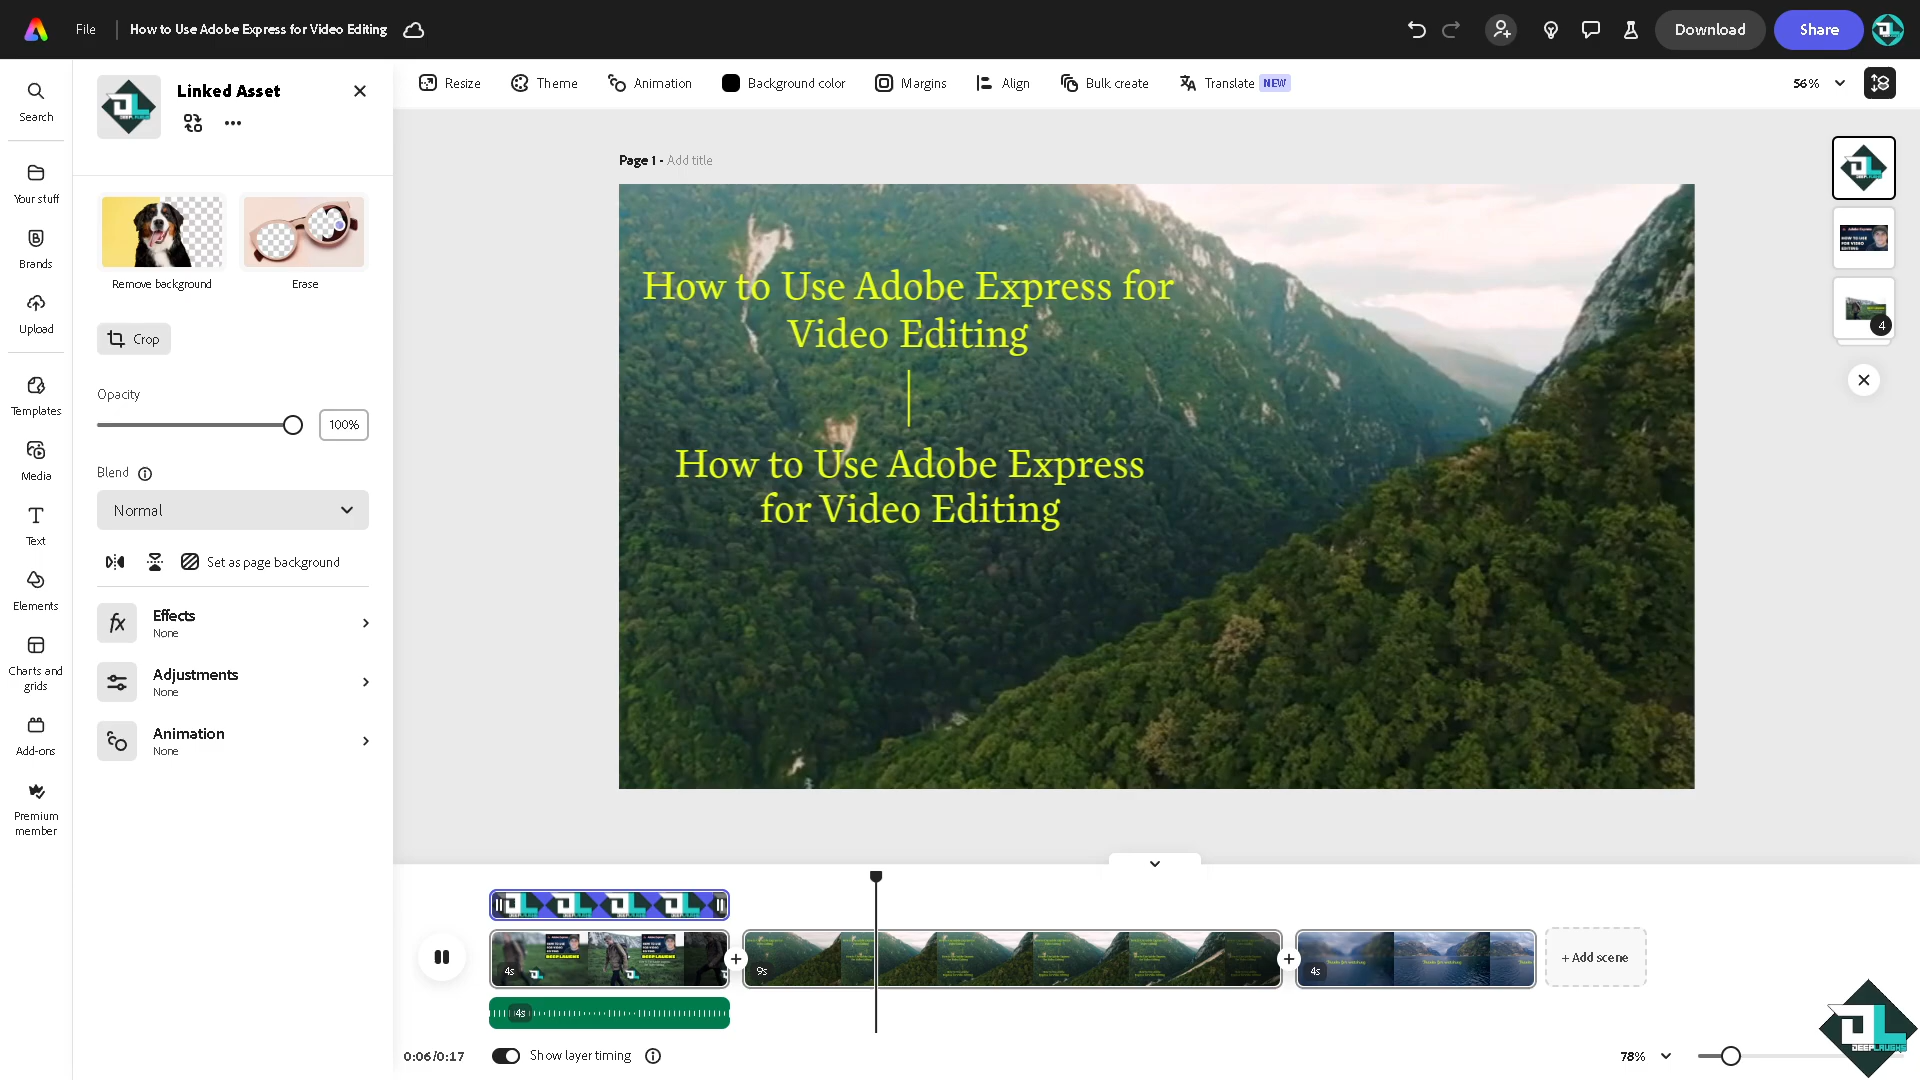 File
How to Use Adobe Express for Video Editing
Download
Share
Search
Your stuff
Brands
Upload
Templates
Media
Text
Elements
Charts and
grids
Add-ons
Premium
member
Linked Asset
Remove background
Erase
Crop
Opacity
100%
Blend
Normal
Set as page background
Effects
None
Adjustments
None
Animation
None
Resize
Theme
Animation
Background color
Margins
Align
Bulk create
Translate NEW
56%
Page 1 - Add title
How to Use Adobe Express for
Video Editing
How to Use Adobe Express
for Video Editing
4
4s
9s
4s
+ Add scene
4s
0:06/0:17
Show layer timing
78%
DEEPLAUGHS